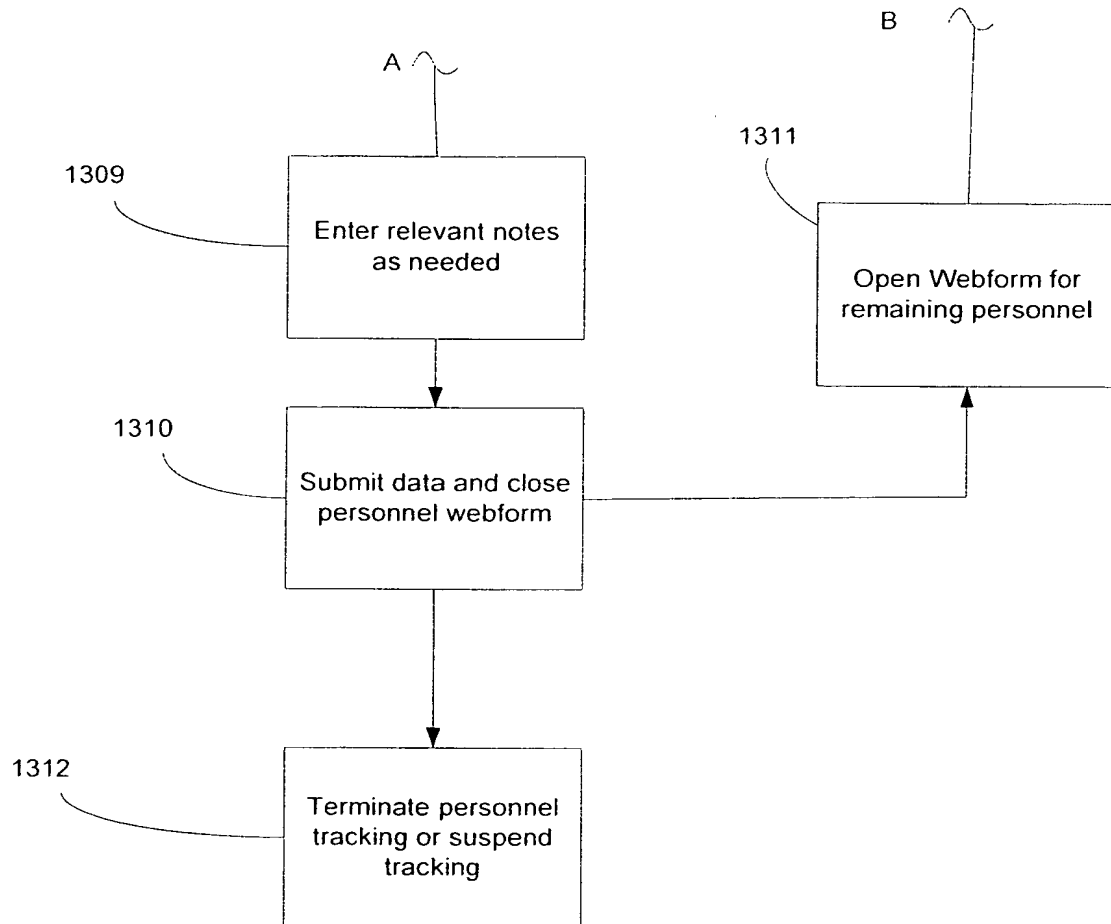 A
B
1309
Enter relevant notes
as needed
1311
Open Webform for
remaining personnel
1310
Submit data and close
personnel webform
1312
Terminate personnel
tracking or suspend
tracking